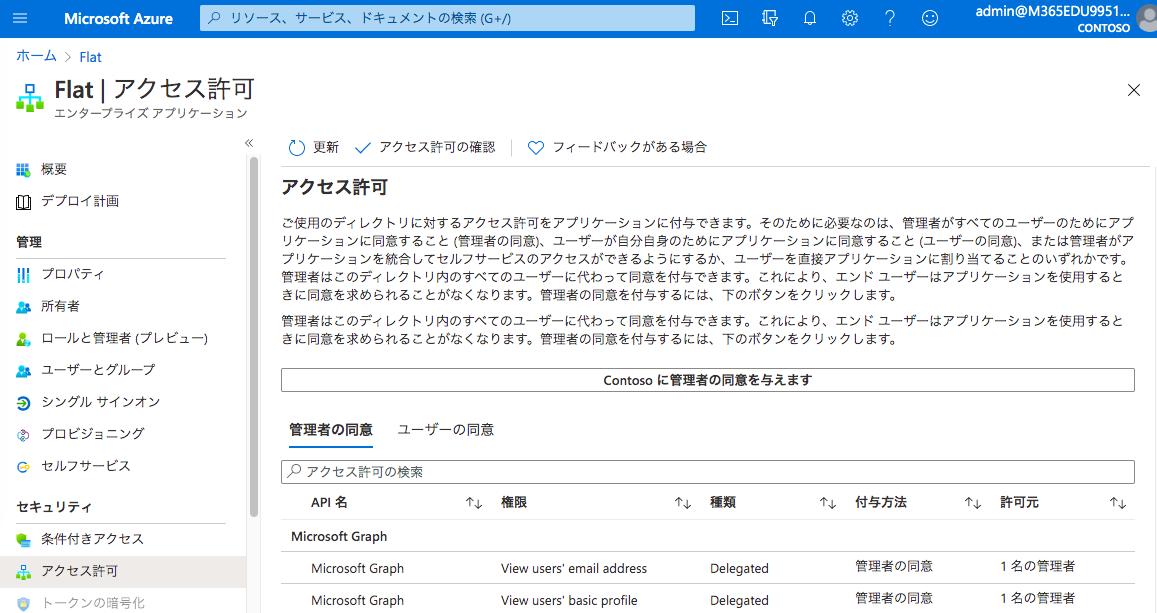 Microsoft Azure
リソース、サービス、ドキュメントの検索 (G+/)
admin@M365EDU9951...
CONTOSO
ホーム > Flat
Flat | アクセス許可
エンタープライズ アプリケーション
概要
デプロイ計画
管理
プロパティ
所有者
ロールと管理者 (プレビュー)
ユーザーとグループ
シングル サインオン
プロビジョニング
セルフサービス
セキュリティ
条件付きアクセス
アクセス許可
トークンの暗号化
更新 アクセス許可の確認 フィードバックがある場合
アクセス許可
ご使用のディレクトリに対するアクセス許可をアプリケーションに付与できます。そのために必要なのは、管理者がすべてのユーザーのためにアプ
リケーションに同意すること (管理者の同意)、ユーザーが自分自身のためにアプリケーションに同意すること (ユーザーの同意)、または管理者がア
プリケーションを統合してセルフサービスのアクセスができるようにするか、ユーザーを直接アプリケーションに割り当てることのいずれかです。
管理者はこのディレクトリ内のすべてのユーザーに代わって同意を付与できます。これにより、エンド ユーザーはアプリケーションを使用すると
きに同意を求められることがなくなります。管理者の同意を付与するには、下のボタンをクリックします。
管理者はこのディレクトリ内のすべてのユーザーに代わって同意を付与できます。これにより、エンド ユーザーはアプリケーションを使用すると
きに同意を求められることがなくなります。管理者の同意を付与するには、下のボタンをクリックします。
Contoso に管理者の同意を与えます
管理者の同意 ユーザーの同意
アクセス許可の検索
API 名 権限 種類 付与方法 許可元
Microsoft Graph
Microsoft Graph View users' email address Delegated 管理者の同意 1 名の管理者
Microsoft Graph View users' basic profile Delegated 管理者の同意 1 名の管理者